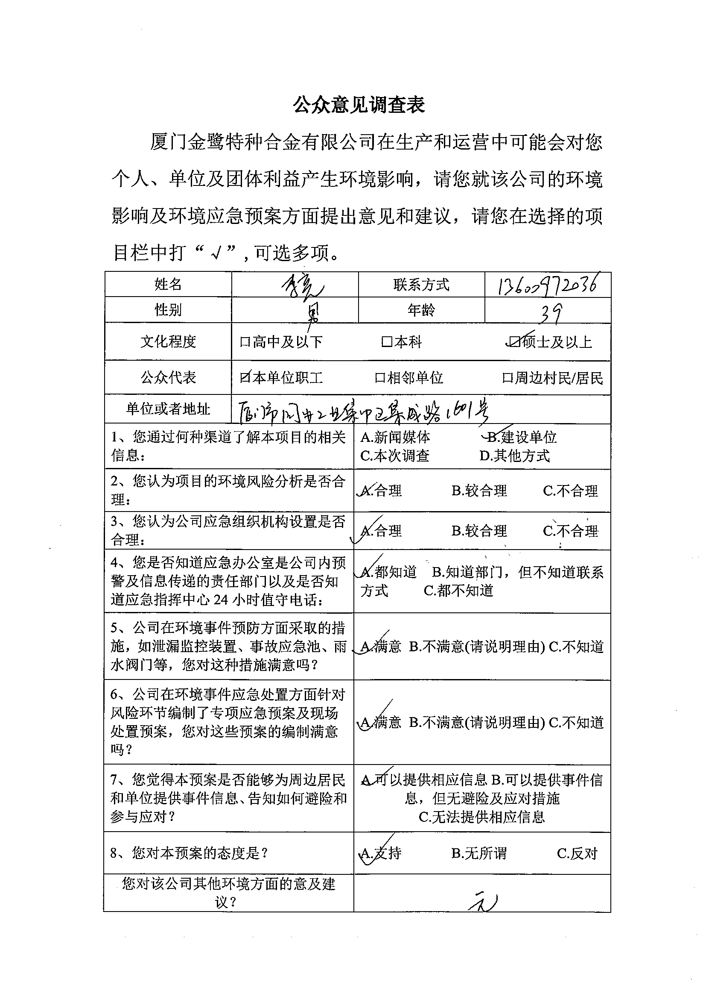 公众意见调查表
厦门金鹭特种合金有限公司在生产和运营中可能会对您
个人、单位及团体利益产生环境影响，请您就该公司的环境
影响及环境应急预案方面提出意见和建议，请您在选择的项
目栏中打“√”,可选多项。
姓名 李亮 联系方式 13600972036
性别 男 年龄 39
文化程度 □高中及以下 □本科 ☑硕士及以上
公众代表 ☑本单位职工 □相邻单位 □周边村民/居民
单位或者地址 厦门市同安工业集中区集成路1601号
1、您通过何种渠道了解本项目的相关
信息：
A.新闻媒体 √B.建设单位
C.本次调查 D.其他方式
2、您认为项目的环境风险分析是否合
理：
√A.合理 B.较合理 C.不合理
3、您认为公司应急组织机构设置是否
合理：
√A.合理 B.较合理 C.不合理
4、您是否知道应急办公室是公司内预
警及信息传递的责任部门以及是否知
道应急指挥中心24小时值守电话：
√A.都知道 B.知道部门，但不知道联系
方式 C.都不知道
5、公司在环境事件预防方面采取的措
施，如泄漏监控装置、事故应急池、雨
水阀门等，您对这种措施满意吗？
√A.满意 B.不满意(请说明理由) C.不知道
6、公司在环境事件应急处置方面针对
风险环节编制了专项应急预案及现场
处置预案，您对这些预案的编制满意
吗？
√A.满意 B.不满意(请说明理由) C.不知道
7、您觉得本预案是否能够为周边居民
和单位提供事件信息、告知如何避险和
参与应对？
√A.可以提供相应信息 B.可以提供事件信
息，但无避险及应对措施
C.无法提供相应信息
8、您对本预案的态度是？
√A.支持 B.无所谓 C.反对
您对该公司其他环境方面的意及建
议？
无